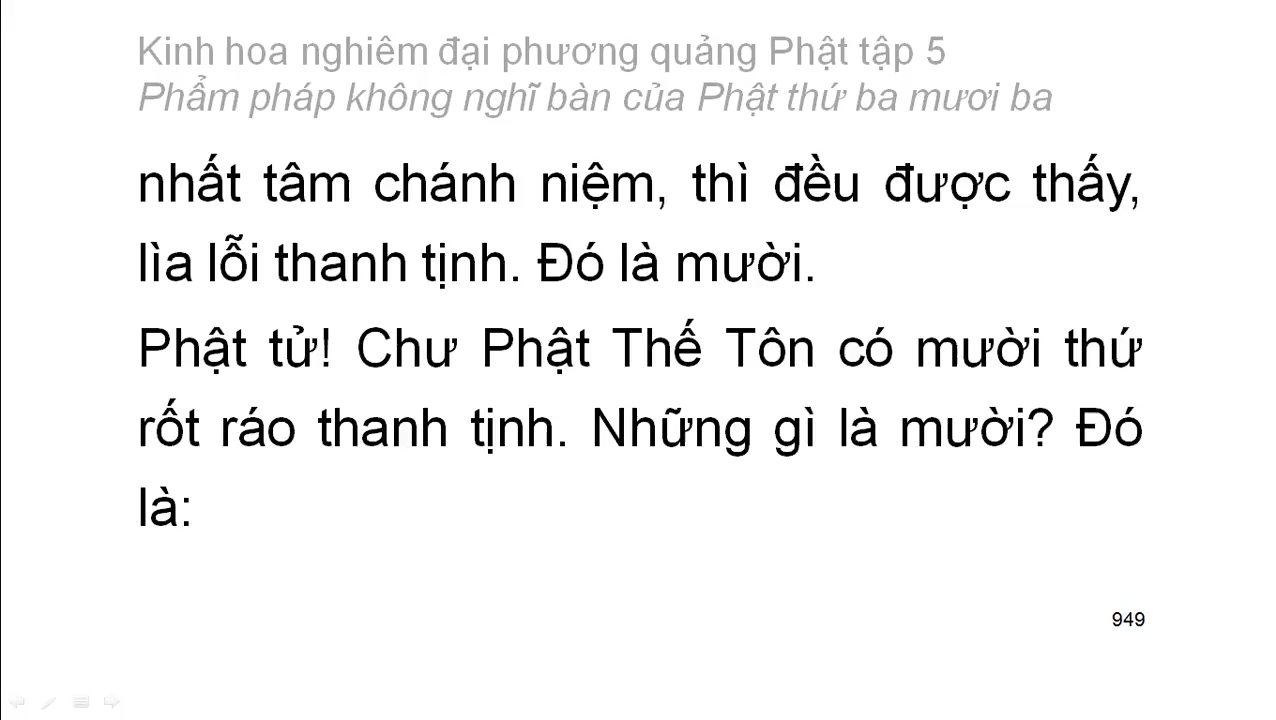 Kinh hoa nghiêm đại phương quảng Phật tập 5
Phẩm pháp không nghĩ bàn của Phật thứ ba mươi ba
nhất tâm chánh niệm, thì đều được thấy,
lìa lỗi thanh tịnh. Đó là mười.
Phật tử! Chư Phật Thế Tôn có mười thứ
rốt ráo thanh tịnh. Những gì là mười? Đó
là:
949